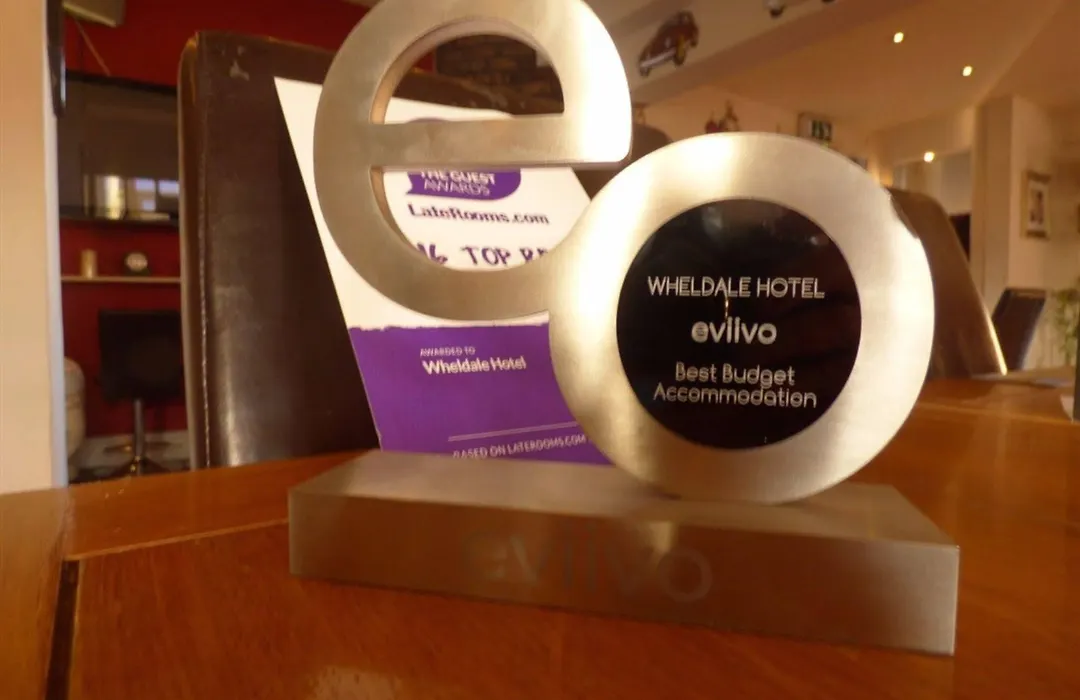 e
THE GUEST
AWARDS
LateRooms.com
16 TOP
AWARDED TO
Wheldale Hotel
BASED ON LATEROOMS.COM
WHELDALE HOTEL
eviivo
Best Budget
Accommodation
eviivo